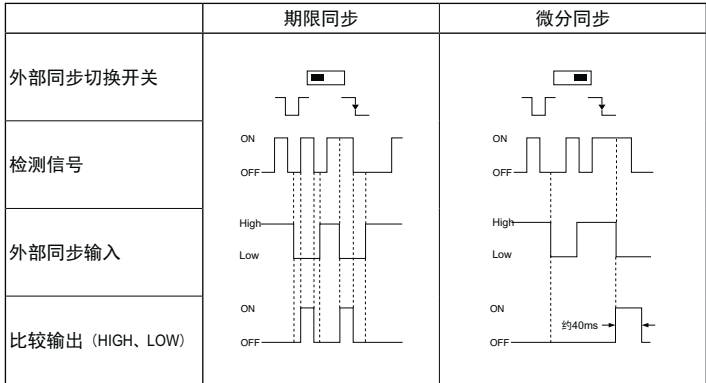 期限同步 微分同步
外部同步切换开关
检测信号
ON
OFF
ON
OFF
外部同步输入
High
Low
High
Low
比较输出（HIGH、LOW）
ON
OFF
ON
约40ms
OFF